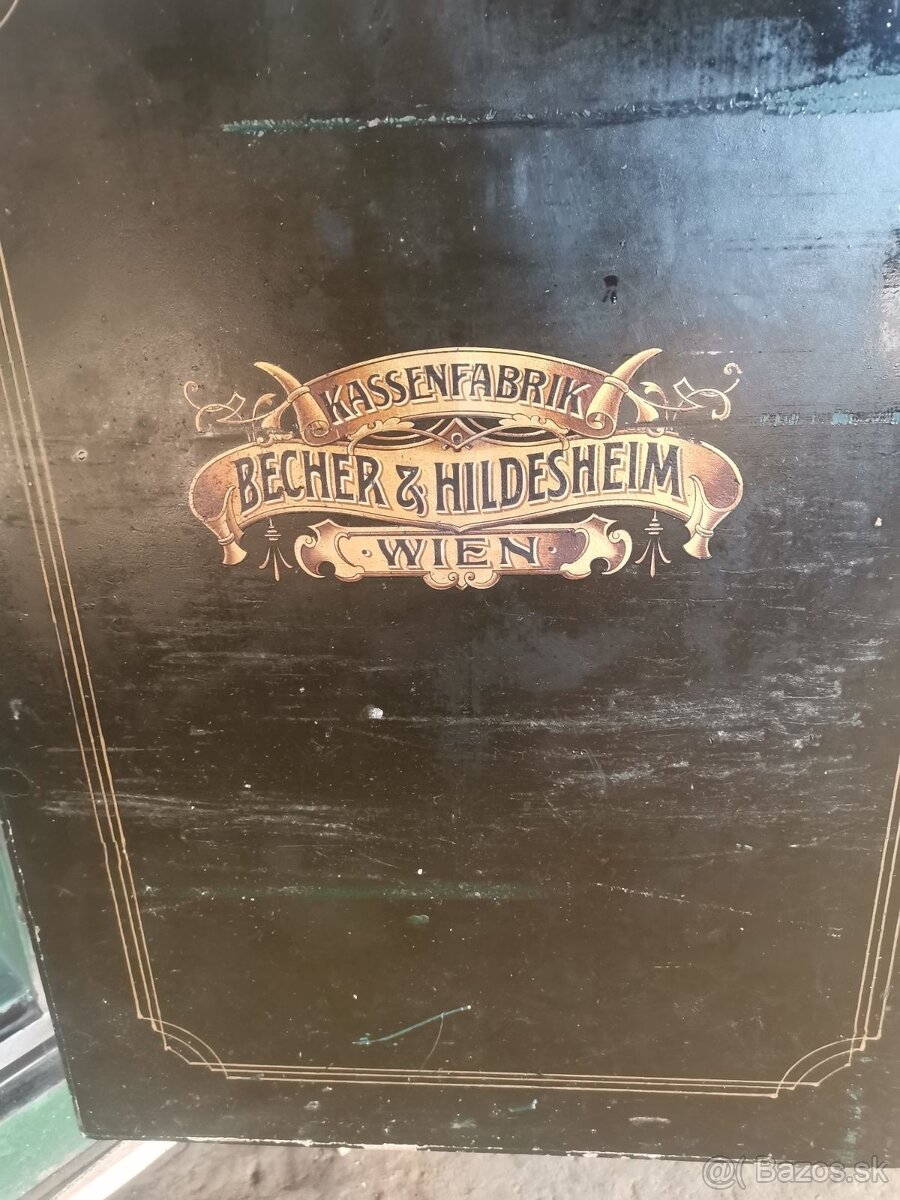 KASSENFABRIK
BECHER & HILDESHEIM
· WIEN ·
@( Bazos.sk